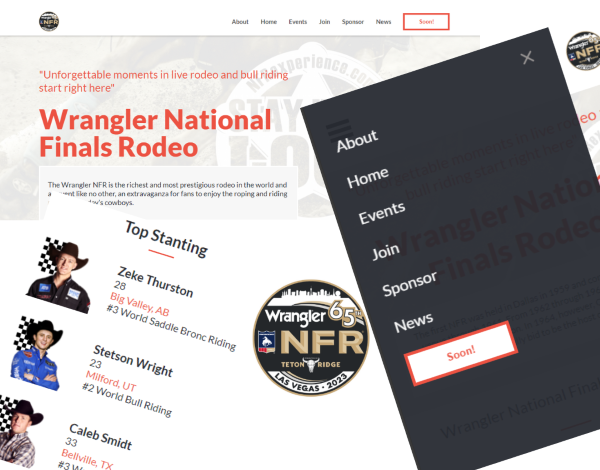 About Home Events Join Sponsor News Soon!
"Unforgettable moments in live rodeo and bull riding
start right here"
Wrangler National
Finals Rodeo
The Wrangler NFR is the richest and most prestigious rodeo in the world and
like no other, an extravaganza for fans to enjoy the roping and riding
cowboys.
Top Stanting
Zeke Thurston
28
Big Valley, AB
#3 World Saddle Bronc Riding
Stetson Wright
23
Milford, UT
#2 World Bull Riding
Caleb Smidt
33
Bellville, TX
Wrangler 65th
NFR
TETON RIDGE
LAS VEGAS • 2023
About
Home
Events
Join
Sponsor
News
Soon!
Wrangler National
Finals Rodeo